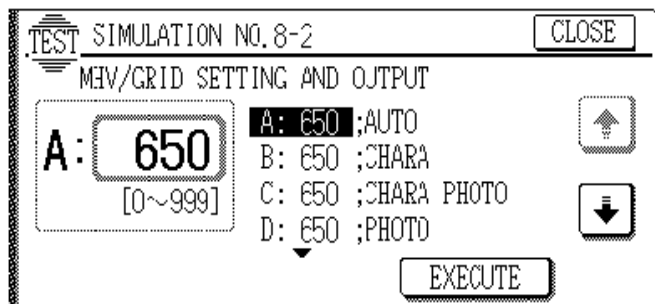 TEST SIMULATION NO.8-2 CLOSE
MHV/GRID SETTING AND OUTPUT
A: 650
[0~999]
A: 650 ;AUTO
B: 650 ;CHARA
C: 650 ;CHARA PHOTO
D: 650 ;PHOTO
EXECUTE